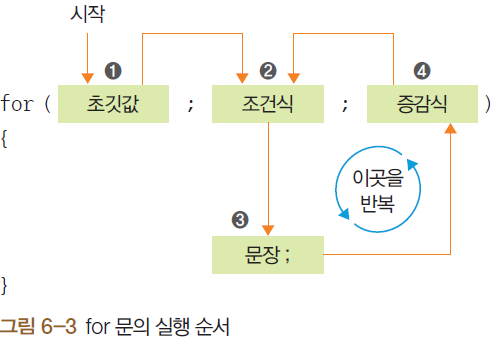 시작
❶ ❷ ❹
for ( 초깃값 ; 조건식 ; 증감식 )
{
이곳을
반복
❸
문장 ;
}
그림 6-3 for 문의 실행 순서